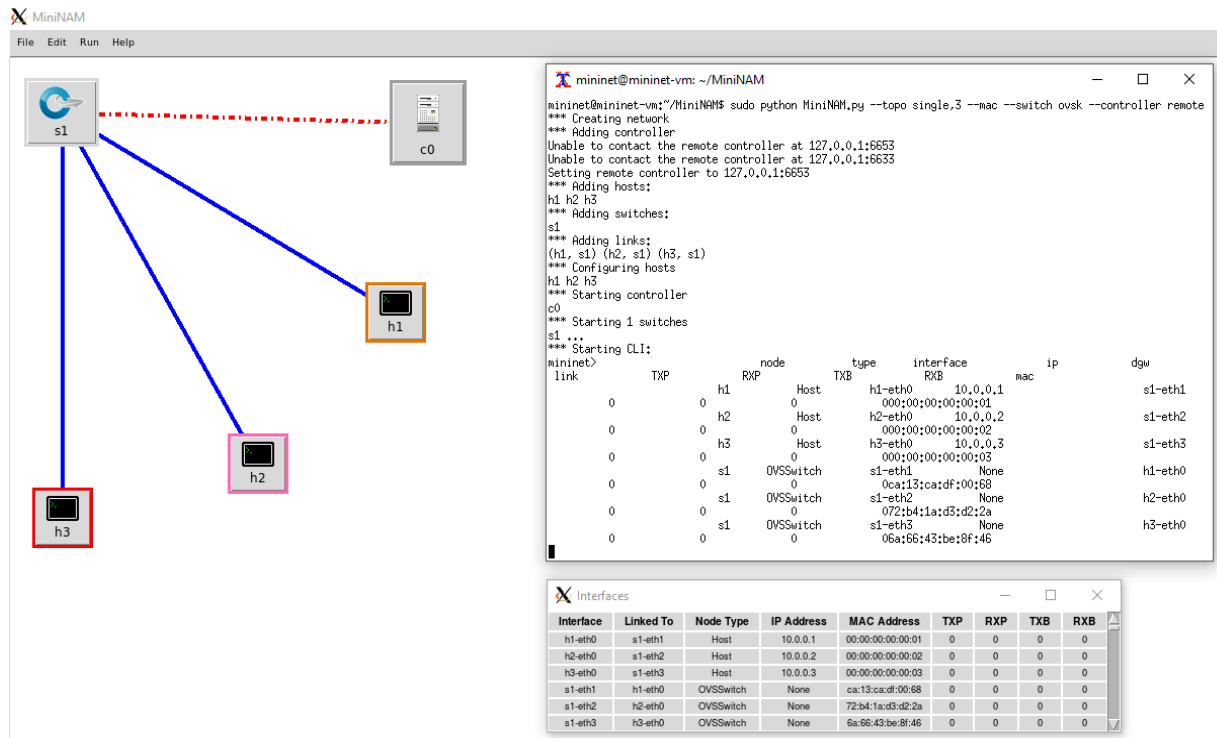 MiniNAM
File Edit Run Help
s1
c0
h1
h2
h3
mininet@mininet-vm: ~/MiniNAM
mininet@mininet-vm:~/MiniNAM$ sudo python MiniNAM.py --topo single,3 --mac --switch ovsk --controller remote
*** Creating network
*** Adding controller
Unable to contact the remote controller at 127.0.0.1:6653
Unable to contact the remote controller at 127.0.0.1:6633
Setting remote controller to 127.0.0.1:6653
*** Adding hosts:
h1 h2 h3
*** Adding switches:
s1
*** Adding links:
(h1, s1) (h2, s1) (h3, s1)
*** Configuring hosts
h1 h2 h3
*** Starting controller
c0
*** Starting 1 switches
s1 ...
*** Starting CLI:
mininet> node type interface ip dgw
link TXP RXP TXB RXB mac
h1 Host h1-eth0 10.0.0.1 s1-eth1
0 0 0 000:00:00:00:00:01
h2 Host h2-eth0 10.0.0.2 s1-eth2
0 0 0 000:00:00:00:00:02
h3 Host h3-eth0 10.0.0.3 s1-eth3
0 0 0 000:00:00:00:00:03
s1 OVSSwitch s1-eth1 None h1-eth0
0 0 0 0ca:13:ca:df:00:68
s1 OVSSwitch s1-eth2 None h2-eth0
0 0 0 072:b4:1a:d3:d2:2a
s1 OVSSwitch s1-eth3 None h3-eth0
0 0 0 06a:66:43:be:8f:46
Interfaces
Interface Linked To Node Type IP Address MAC Address TXP RXP TXB RXB
h1-eth0 s1-eth1 Host 10.0.0.1 00:00:00:00:00:01 0 0 0 0
h2-eth0 s1-eth2 Host 10.0.0.2 00:00:00:00:00:02 0 0 0 0
h3-eth0 s1-eth3 Host 10.0.0.3 00:00:00:00:00:03 0 0 0 0
s1-eth1 h1-eth0 OVSSwitch None ca:13:ca:df:00:68 0 0 0 0
s1-eth2 h2-eth0 OVSSwitch None 72:b4:1a:d3:d2:2a 0 0 0 0
s1-eth3 h3-eth0 OVSSwitch None 6a:66:43:be:8f:46 0 0 0 0